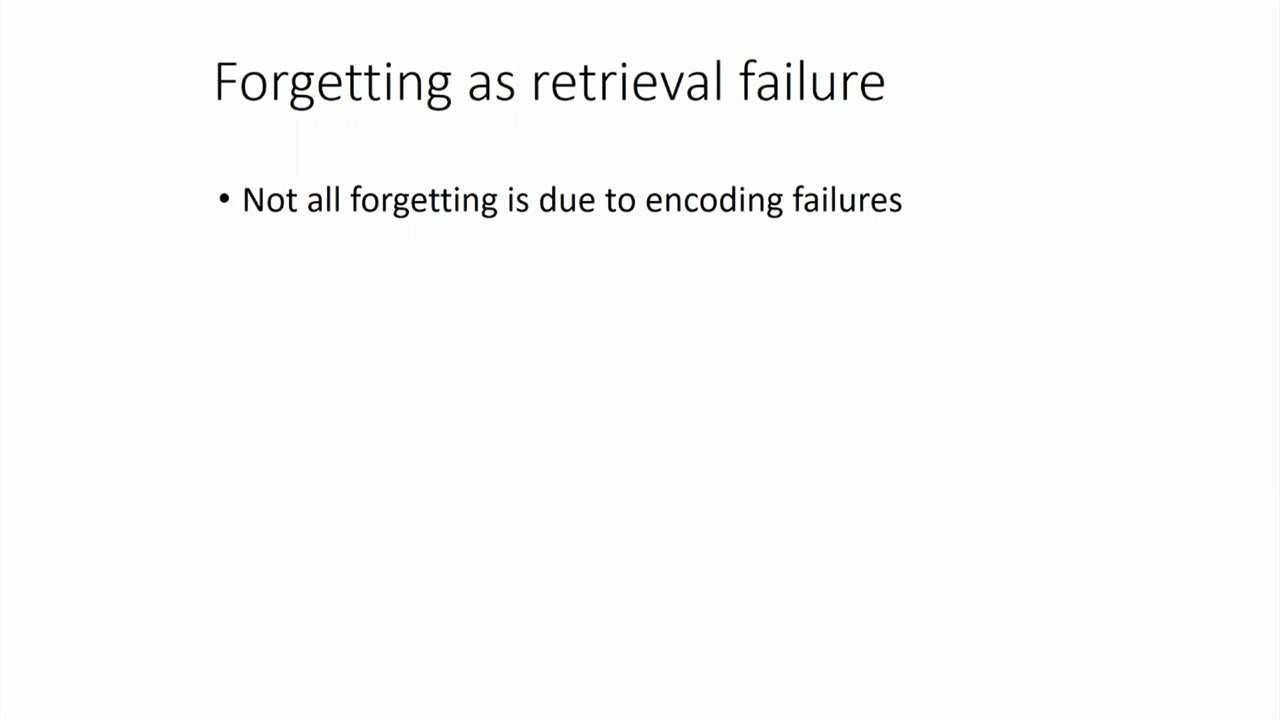 Forgetting as retrieval failure
• Not all forgetting is due to encoding failures